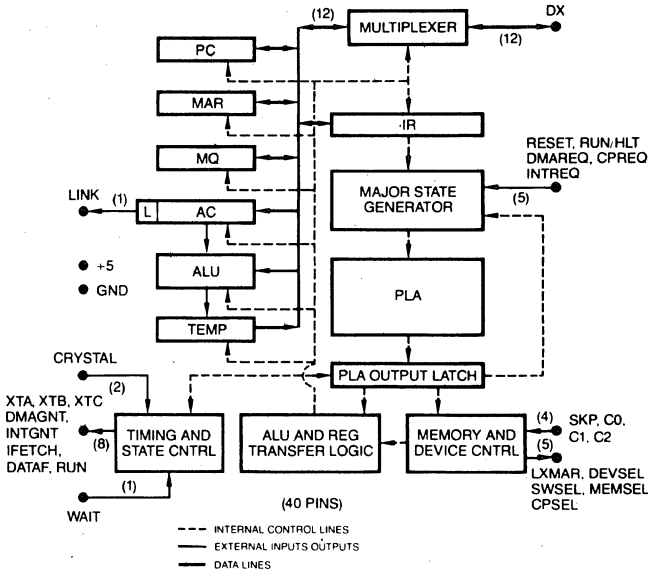 (12)
MULTIPLEXER
DX
(12)
PC
MAR
IR
MQ
RESET, RUN/HLT
DMAREQ, CPREQ
INTREQ
(5)
MAJOR STATE
GENERATOR
LINK
(1)
L
AC
+5
GND
ALU
PLA
TEMP
CRYSTAL
(2)
PLA OUTPUT LATCH
XTA, XTB, XTC
DMAGNT,
INTGNT
IFETCH,
DATAF, RUN
(8)
TIMING AND
STATE CNTRL
ALU AND REG
TRANSFER LOGIC
MEMORY AND
DEVICE CNTRL
(4)
SKP, C0,
C1, C2
(5)
LXMAR, DEVSEL
SWSEL, MEMSEL
CPSEL
(1)
WAIT
(40 PINS)
INTERNAL CONTROL LINES
EXTERNAL INPUTS OUTPUTS
DATA LINES